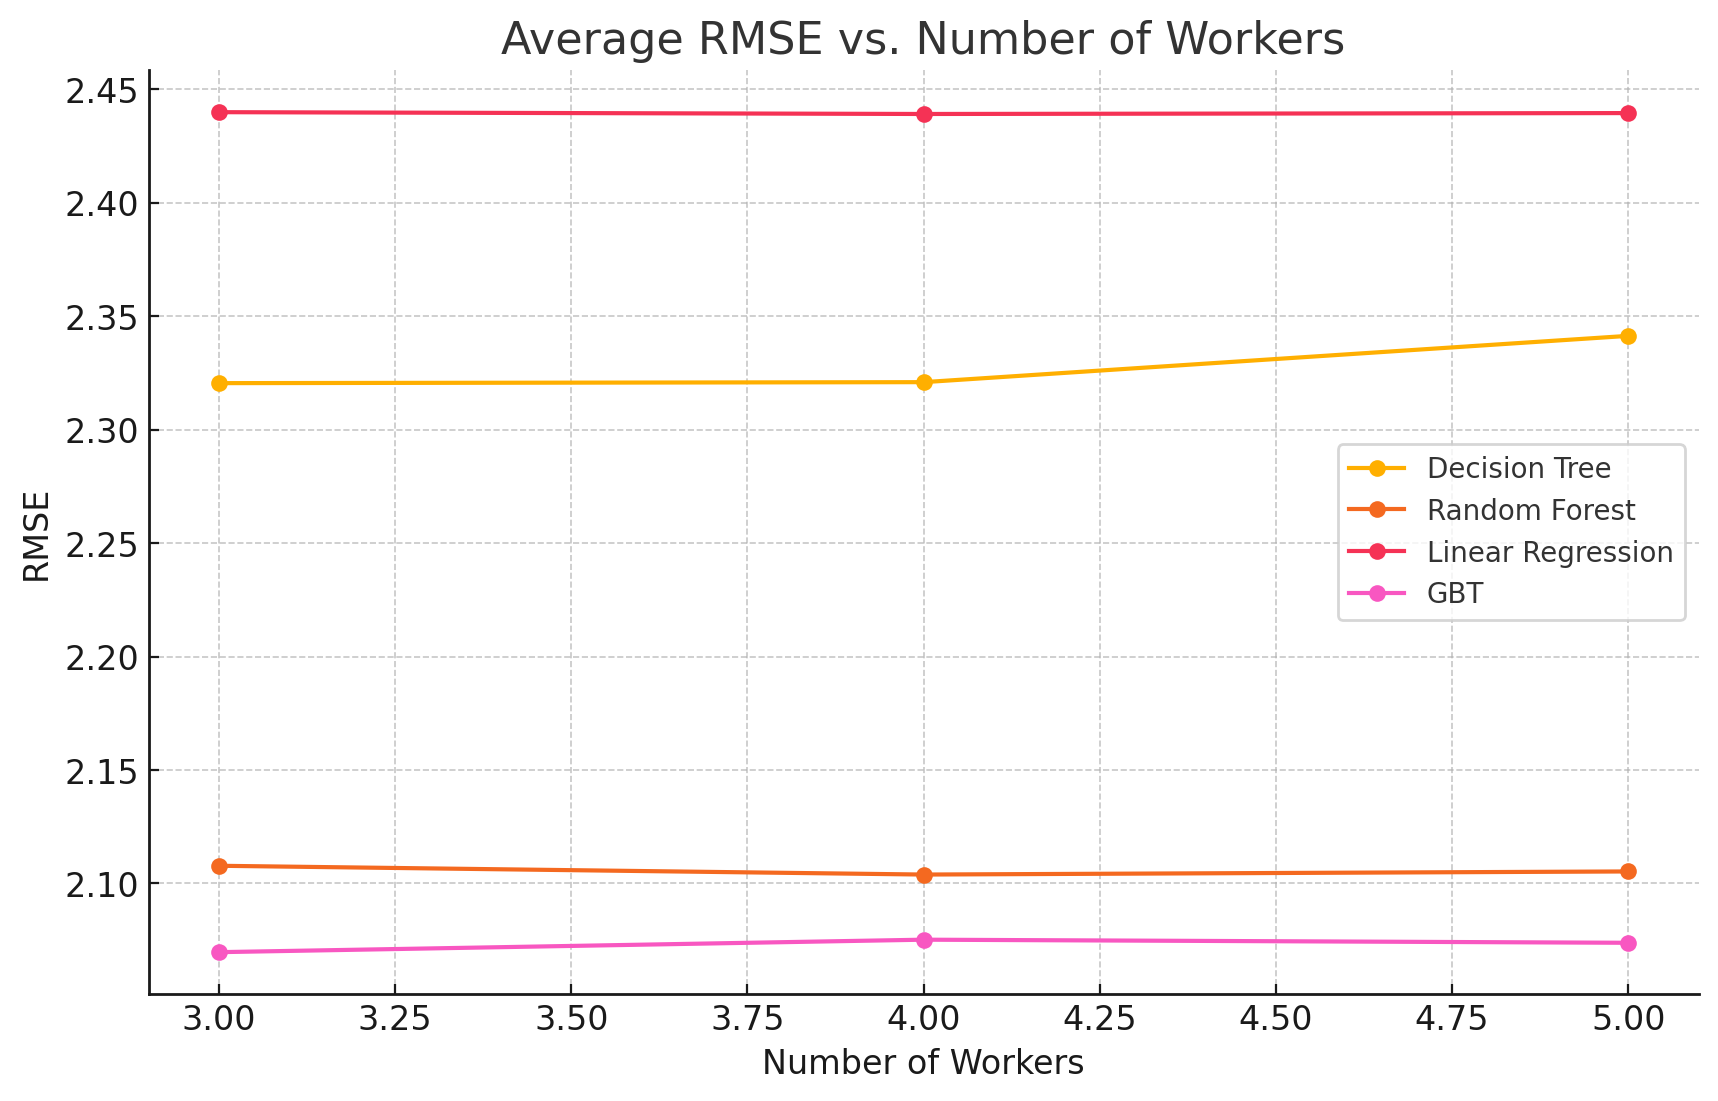 Average RMSE vs. Number of Workers
2.45
2.40
2.35
2.30
2.25
2.20
2.15
2.10
RMSE
Decision Tree
Random Forest
Linear Regression
GBT
3.00 3.25 3.50 3.75 4.00 4.25 4.50 4.75 5.00
Number of Workers